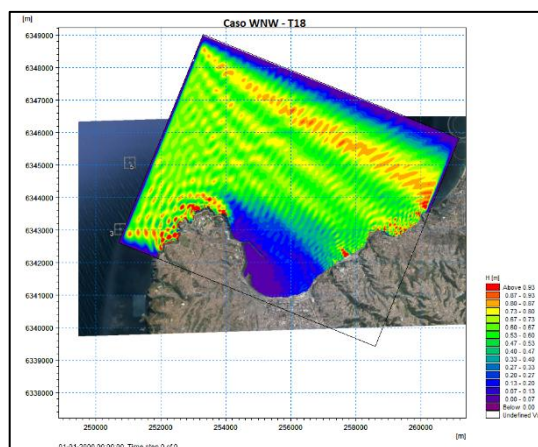 Caso WNW - T18
[m]
6349000
6348000
6347000
6346000
6345000
6344000
6343000
6342000
6341000
6340000
6339000
6338000
250000 252000 254000 256000 258000 260000
[m]
H [m]
Above 0.93
0.87 - 0.93
0.80 - 0.87
0.73 - 0.80
0.67 - 0.73
0.60 - 0.67
0.53 - 0.60
0.47 - 0.53
0.40 - 0.47
0.33 - 0.40
0.27 - 0.33
0.20 - 0.27
0.13 - 0.20
0.07 - 0.13
0.00 - 0.07
Below 0.00
Undefined V